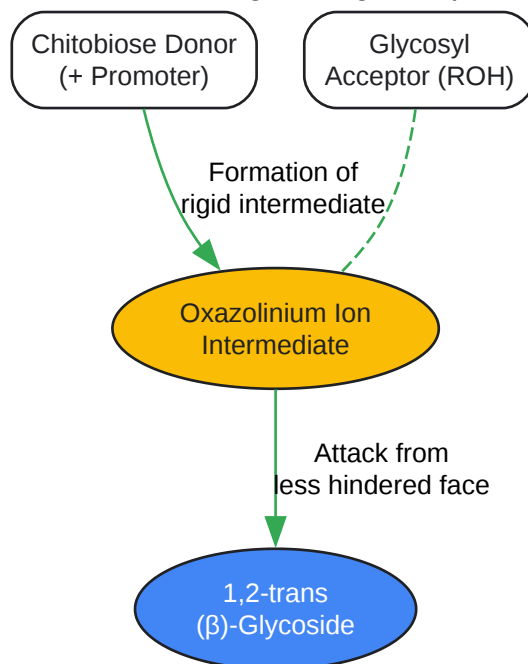 Chitobiose Donor
(+ Promoter)
Glycosyl
Acceptor (ROH)
Formation of
rigid intermediate
Oxazolinium Ion
Intermediate
Attack from
less hindered face
1,2-trans
(β)-Glycoside